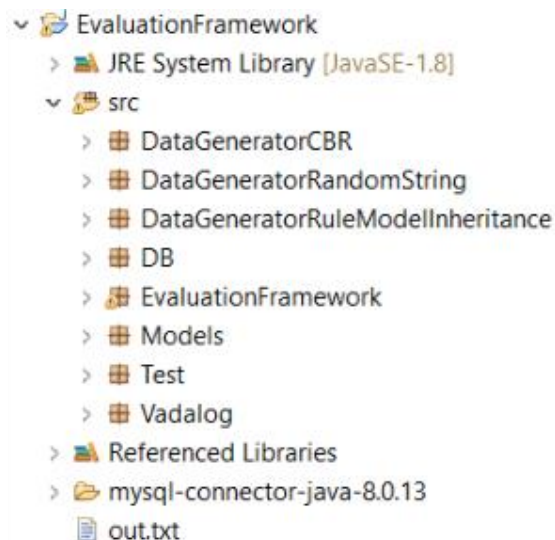 EvaluationFramework
JRE System Library [JavaSE-1.8]
src
DataGeneratorCBR
DataGeneratorRandomString
DataGeneratorRuleModelInheritance
DB
EvaluationFramework
Models
Test
Vadalog
Referenced Libraries
mysql-connector-java-8.0.13
out.txt